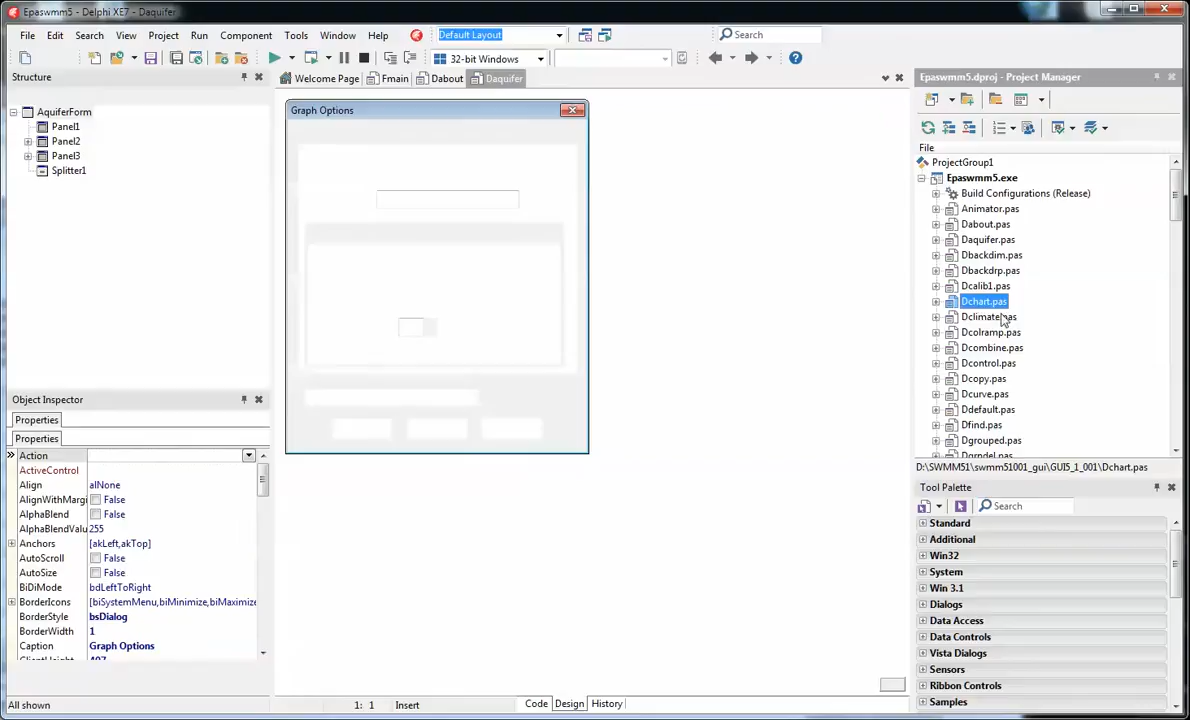 Epaswmm5 - Delphi XE7 - Daquifer
File Edit Search View Project Run Component Tools Window Help Default Layout Search
32-bit Windows
Structure
Welcome Page Fmain Dabout Daquifer
Epaswmm5.dproj - Project Manager
AquiferForm
Panel1
Panel2
Panel3
Splitter1
Graph Options
File
ProjectGroup1
Epaswmm5.exe
Build Configurations (Release)
Animator.pas
Dabout.pas
Daquifer.pas
Dbackdim.pas
Dbackdrp.pas
Dcalib1.pas
Dchart.pas
Dclimate.pas
Dcolramp.pas
Dcombine.pas
Dcontrol.pas
Dcopy.pas
Dcurve.pas
Ddefault.pas
Dfind.pas
Dgrouped.pas
Dgrpdel.pas
D:\SWMM51\swmm51001_gui\GUI5_1_001\Dchart.pas
Object Inspector
Properties
Properties
Action
ActiveControl
Align alNone
AlignWithMargi False
AlphaBlend False
AlphaBlendValu 255
Anchors [akLeft,akTop]
AutoScroll False
AutoSize False
BiDiMode bdLeftToRight
BorderIcons [biSystemMenu,biMinimize,biMaximize
BorderStyle bsDialog
BorderWidth 1
Caption Graph Options
ClientHeight 407
All shown
1: 1 Insert
Code Design History
Tool Palette
Search
Standard
Additional
Win32
System
Win 3.1
Dialogs
Data Access
Data Controls
Vista Dialogs
Sensors
Ribbon Controls
Samples